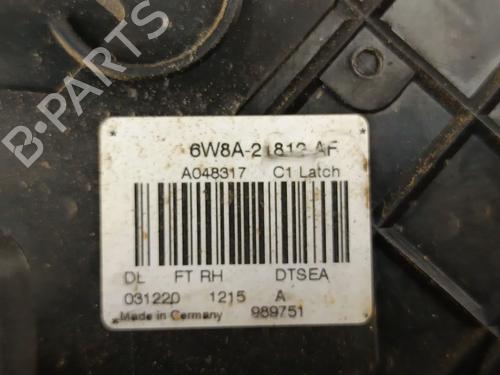 B-PARTS
6W8A-21812-AF
A048317 C1 Latch
DL FT RH DTSEA
031220 1215 A
Made in Germany 989751